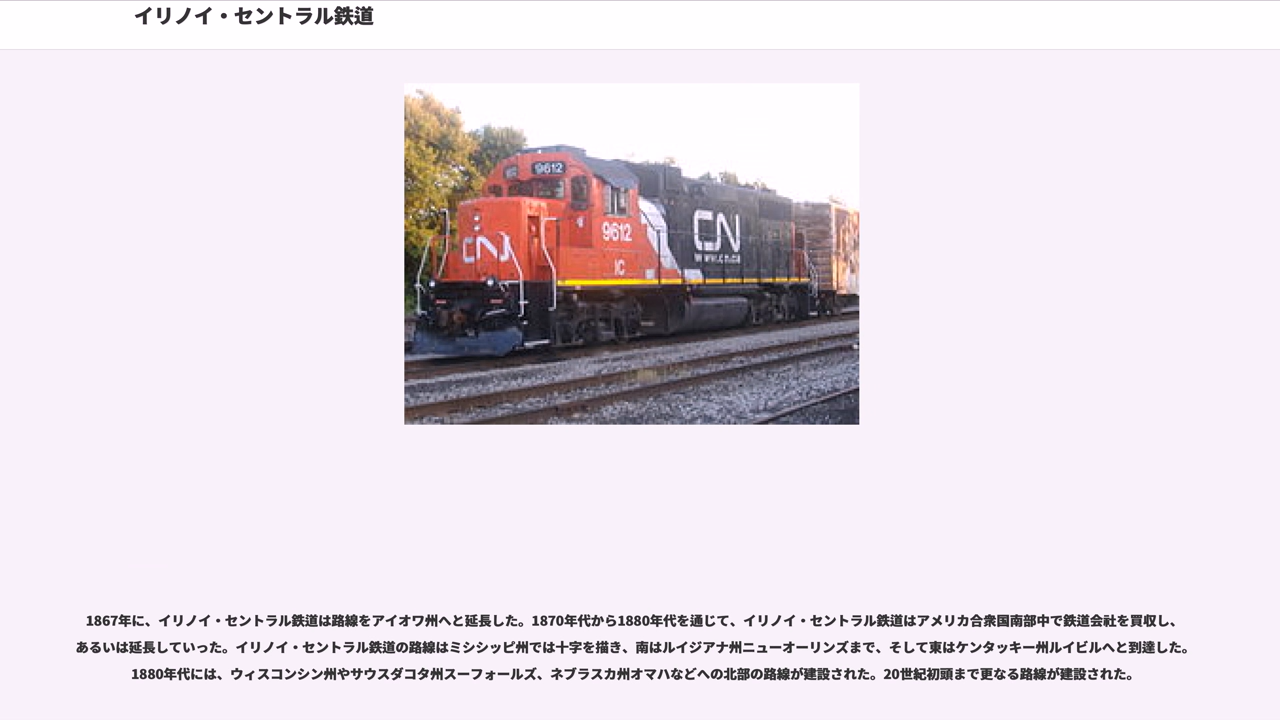 イリノイ・セントラル鉄道
9612
CN
9612
IC
CN
www.cn.ca
1867年に、イリノイ・セントラル鉄道は路線をアイオワ州へと延長した。1870年代から1880年代を通じて、イリノイ・セントラル鉄道はアメリカ合衆国南部中で鉄道会社を買収し、
あるいは延長していった。イリノイ・セントラル鉄道の路線はミシシッピ州では十字を描き、南はルイジアナ州ニューオーリンズまで、そして東はケンタッキー州ルイビルへと到達した。
1880年代には、ウィスコンシン州やサウスダコタ州スーフォールズ、ネブラスカ州オマハなどへの北部の路線が建設された。20世紀初頭まで更なる路線が建設された。